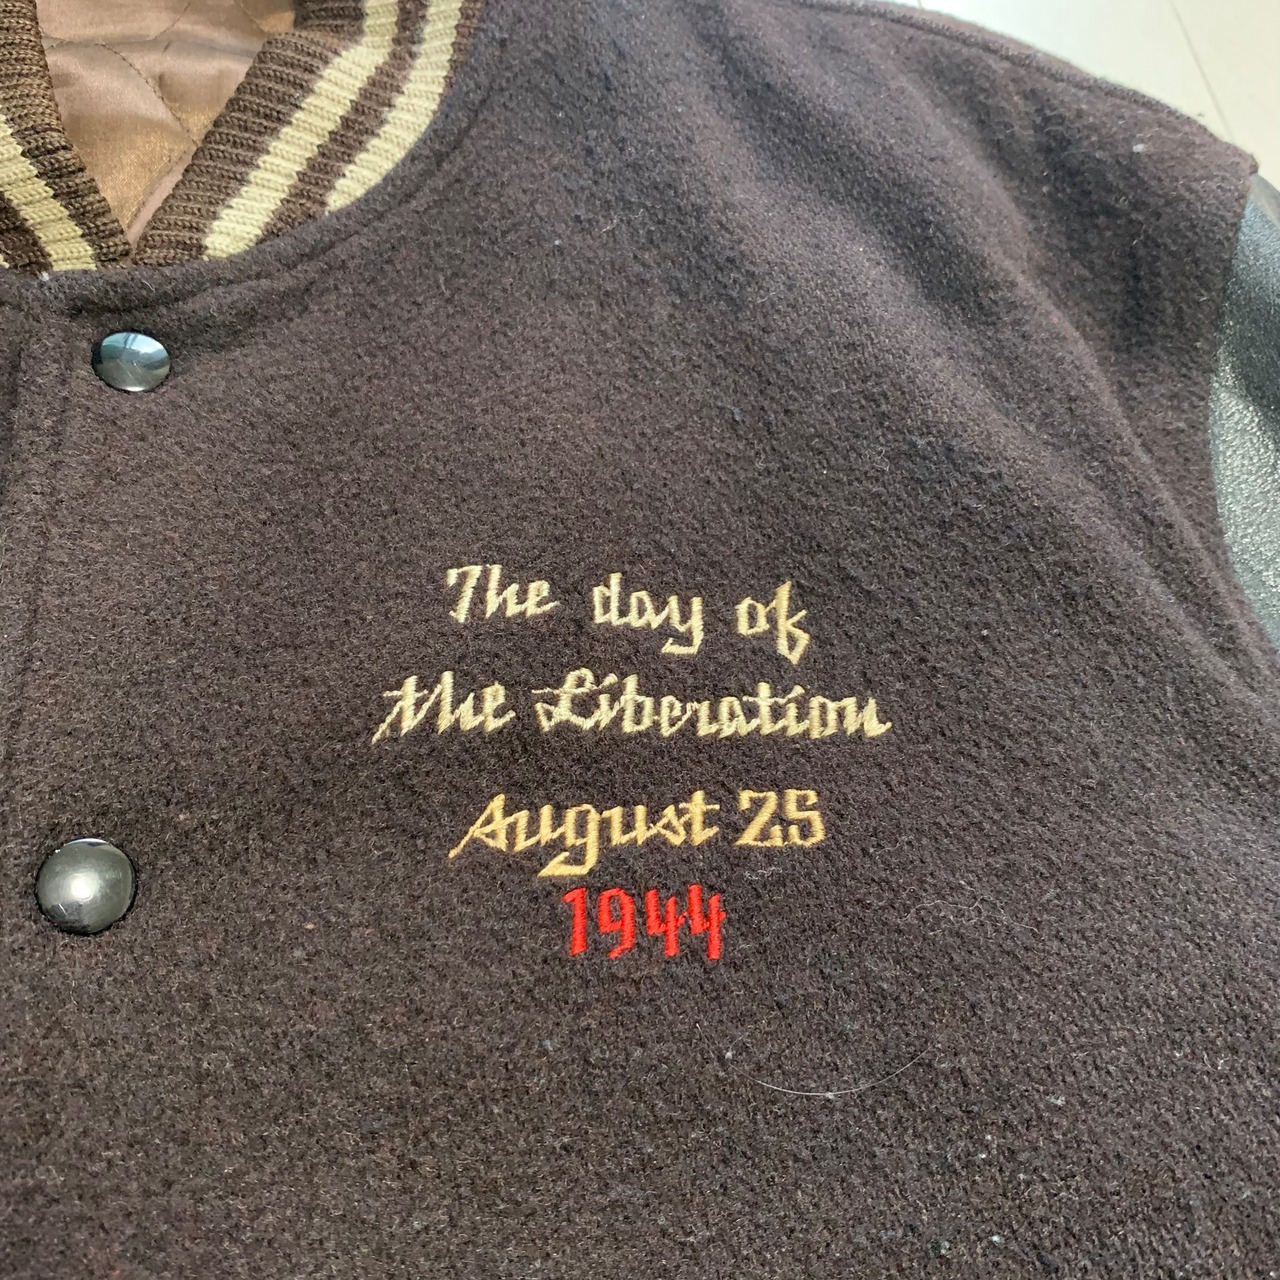 The day of
the Liberation
August 25
1944